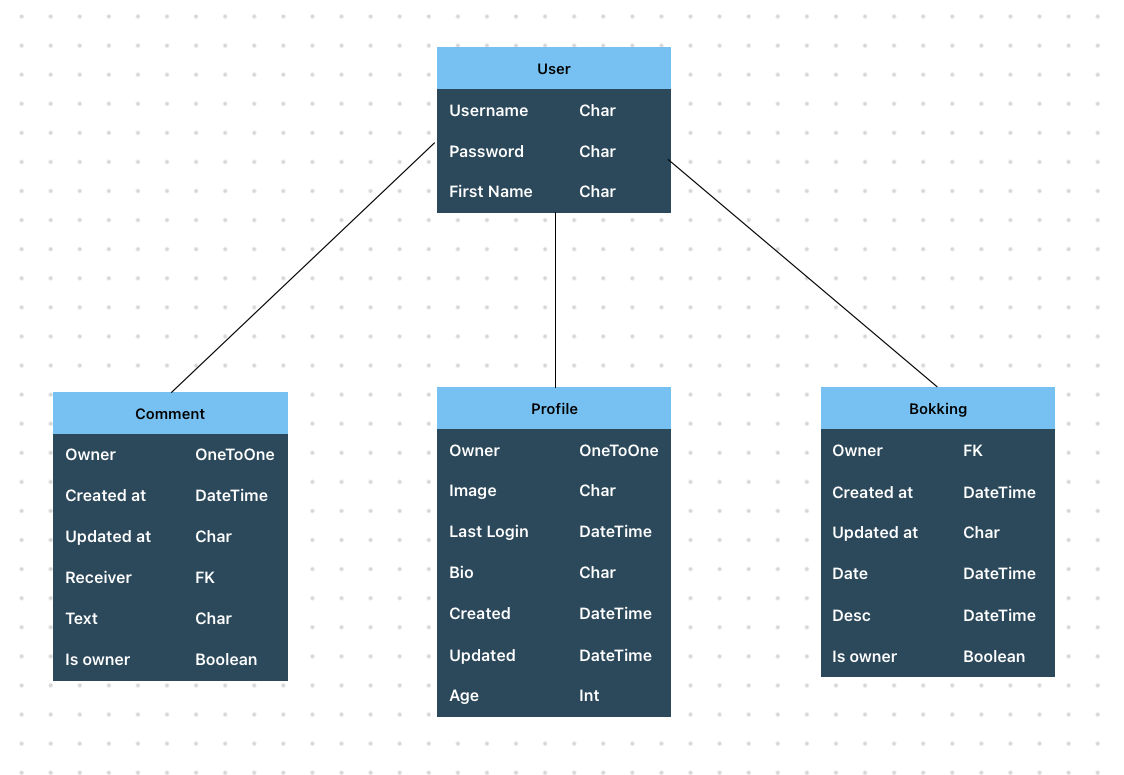 User
Username Char
Password Char
First Name Char
Comment
Owner OneToOne
Created at DateTime
Updated at Char
Receiver FK
Text Char
Is owner Boolean
Profile
Owner OneToOne
Image Char
Last Login DateTime
Bio Char
Created DateTime
Updated DateTime
Age Int
Bokking
Owner FK
Created at DateTime
Updated at Char
Date DateTime
Desc DateTime
Is owner Boolean